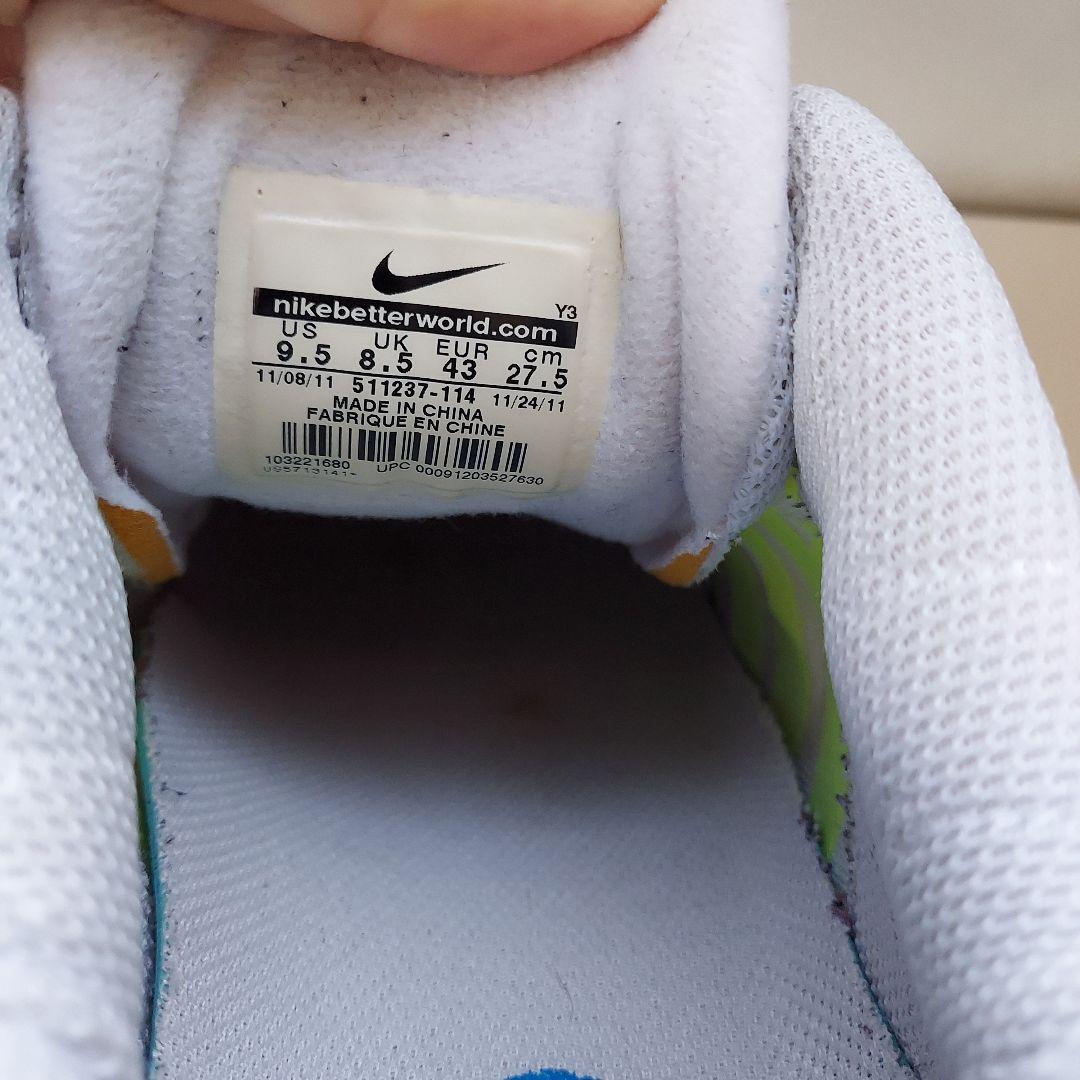 Y3
nikebetterworld.com
US UK EUR cm
9.5 8.5 43 27.5
11/08/11 511237-114 11/24/11
MADE IN CHINA
FABRIQUE EN CHINE
103221680 UPC 00091203527630